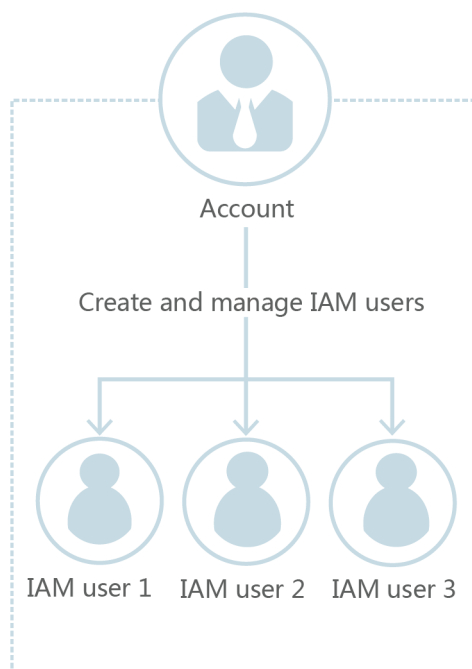 Account
Create and manage IAM users
IAM user 1
IAM user 2
IAM user 3